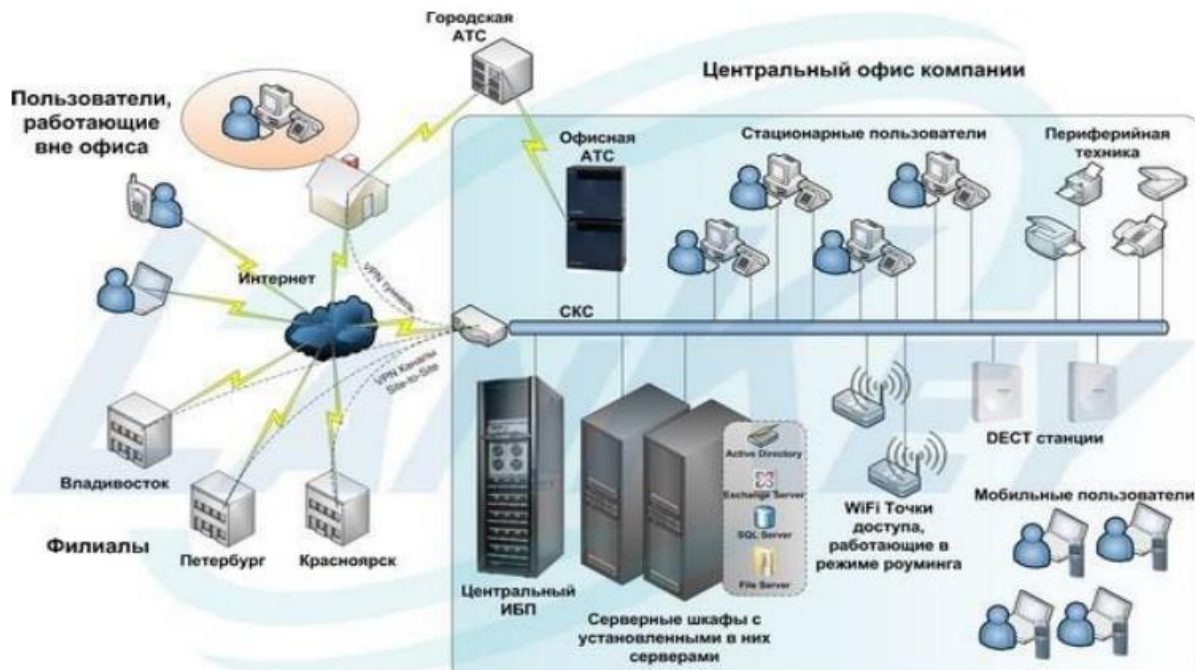 Городская
АТС
Центральный офис компании
Пользователи,
работающие
вне офиса
Офисная
АТС
Стационарные пользователи
Периферийная
техника
Интернет
VPN туннель
СКС
VPN Каналы
Site-to-Site
Владивосток
Филиалы
Петербург
Красноярск
Центральный
ИБП
Серверные шкафы с
установленными в них
серверами
Active Directory
Exchange Server
SQL Server
File Server
WiFi Точки
доступа,
работающие в
режиме роуминга
DECT станции
Мобильные пользователи